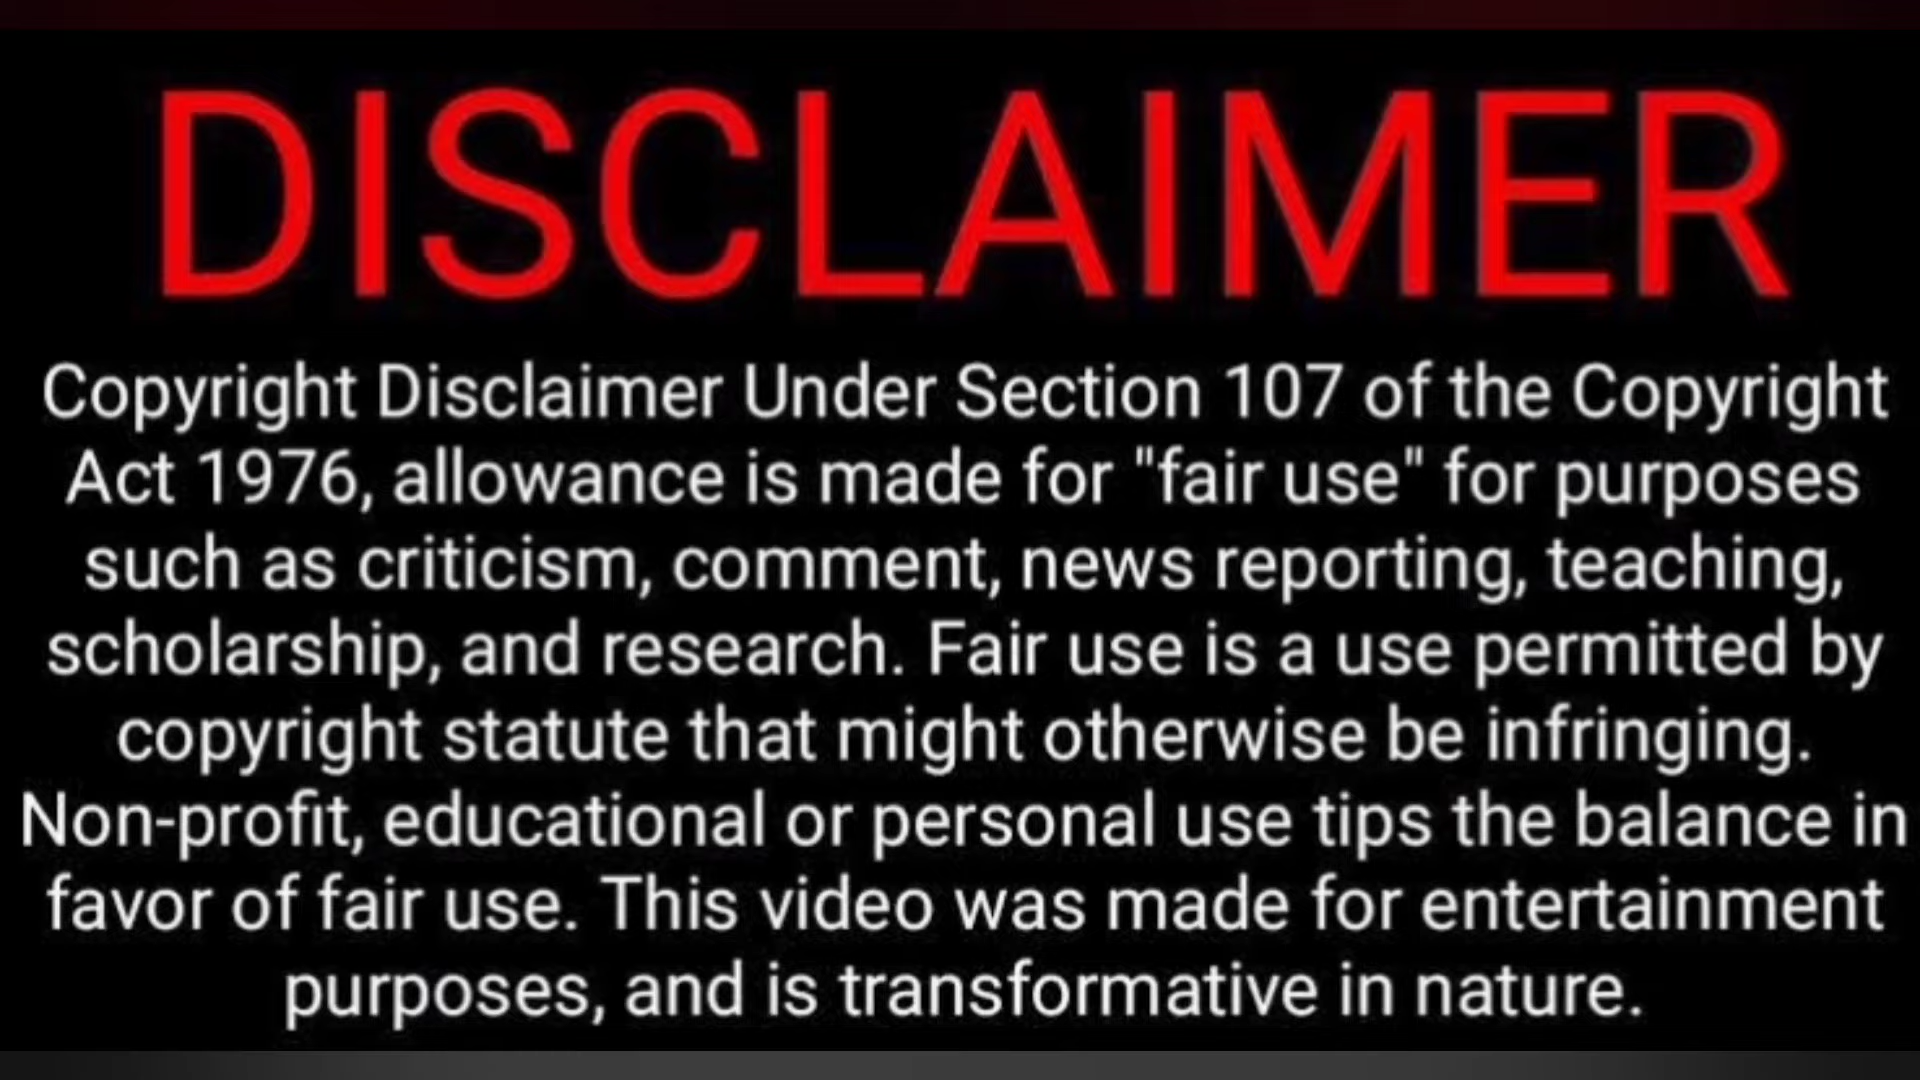 DISCLAIMER
Copyright Disclaimer Under Section 107 of the Copyright
Act 1976, allowance is made for "fair use" for purposes
such as criticism, comment, news reporting, teaching,
scholarship, and research. Fair use is a use permitted by
copyright statute that might otherwise be infringing.
Non-profit, educational or personal use tips the balance in
favor of fair use. This video was made for entertainment
purposes, and is transformative in nature.